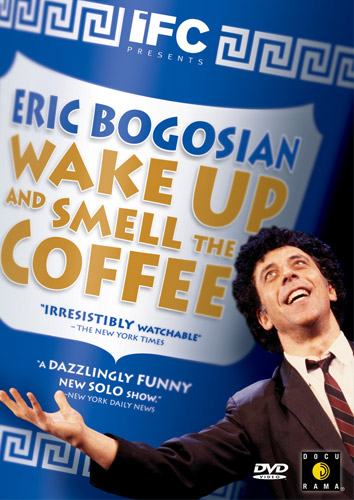 IFC
PRESENTS
ERIC BOGOSIAN
WAKE UP
AND SMELL THE
COFFEE
"IRRESISTIBLY WATCHABLE"
– THE NEW YORK TIMES
"A DAZZLINGLY FUNNY
NEW SOLO SHOW."
–NEW YORK DAILY NEWS
DVD
VIDEO
DOCU
RAMA®